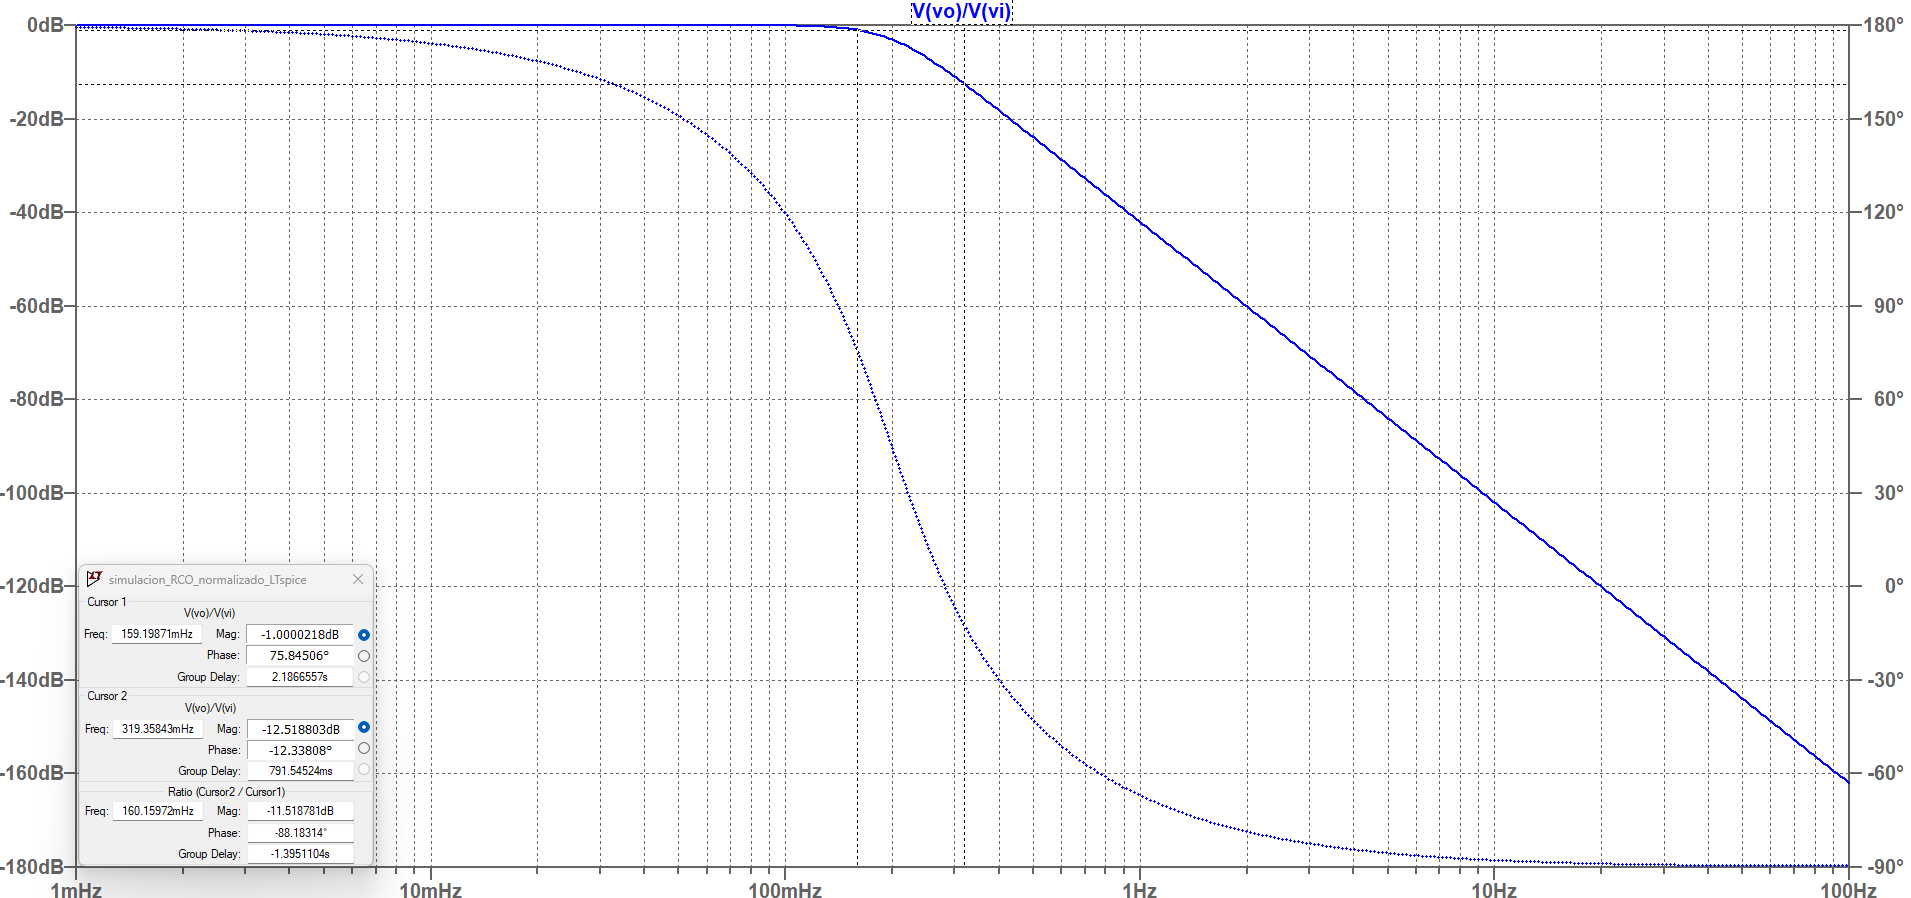 V(vo)/V(vi)
0dB
-20dB
-40dB
-60dB
-80dB
-100dB
-120dB
-140dB
-160dB
-180dB
180°
150°
120°
90°
60°
30°
0°
-30°
-60°
-90°
simulacion_RCO_normalizado_LTspice
Cursor 1
V(vo)/V(vi)
Freq: 159.19871mHz Mag: -1.0000218dB
Phase: 75.84506°
Group Delay: 2.1866557s
Cursor 2
V(vo)/V(vi)
Freq: 319.35843mHz Mag: -12.518803dB
Phase: -12.33808°
Group Delay: 791.54524ms
Ratio (Cursor2 / Cursor1)
Freq: 160.15972mHz Mag: -11.518781dB
Phase: -88.18314°
Group Delay: -1.3951104s
1mHz 10mHz 100mHz 1Hz 10Hz 100Hz